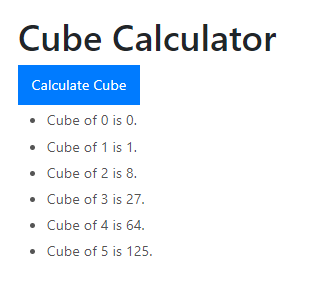 Cube Calculator
Calculate Cube
Cube of 0 is 0.
Cube of 1 is 1.
Cube of 2 is 8.
Cube of 3 is 27.
Cube of 4 is 64.
Cube of 5 is 125.